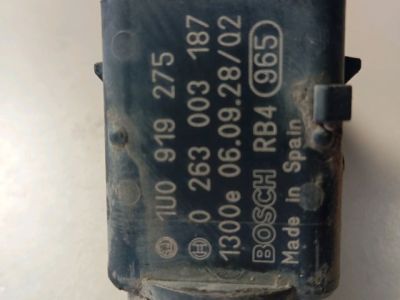 1U0 919 275
0 263 003 187
1300e 06.09.28/02
BOSCH RB4 965
Made in Spain